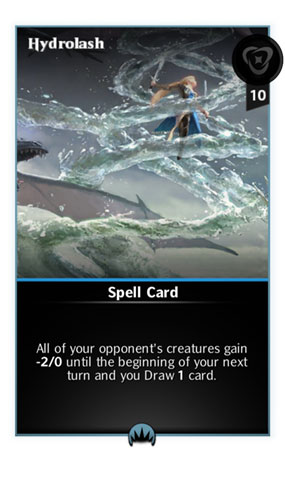 Hydrolash
10
Spell Card
All of your opponent's creatures gain
-2/0 until the beginning of your next
turn and you Draw 1 card.